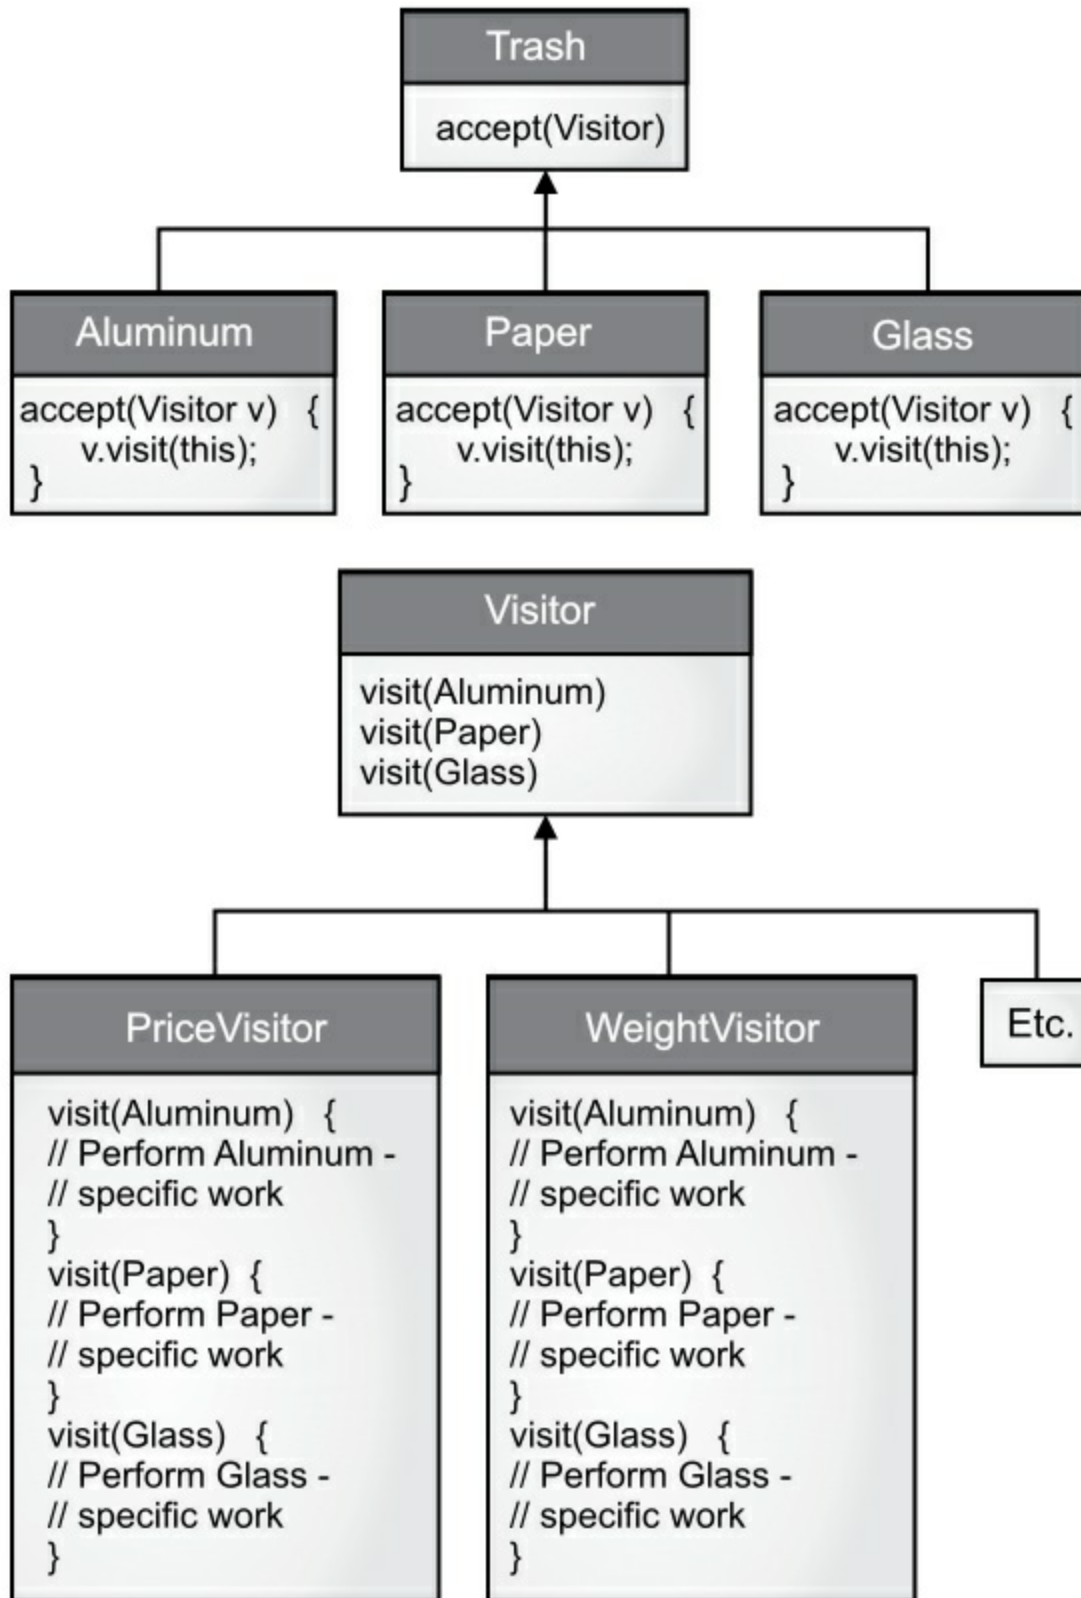 Trash
accept(Visitor)
Aluminum
accept(Visitor v) {
v.visit(this);
}
Paper
accept(Visitor v) {
v.visit(this);
}
Glass
accept(Visitor v) {
v.visit(this);
}
Visitor
visit(Aluminum)
visit(Paper)
visit(Glass)
PriceVisitor
visit(Aluminum) {
// Perform Aluminum -
// specific work
}
visit(Paper) {
// Perform Paper -
// specific work
}
visit(Glass) {
// Perform Glass -
// specific work
}
WeightVisitor
visit(Aluminum) {
// Perform Aluminum -
// specific work
}
visit(Paper) {
// Perform Paper -
// specific work
}
visit(Glass) {
// Perform Glass -
// specific work
}
Etc.